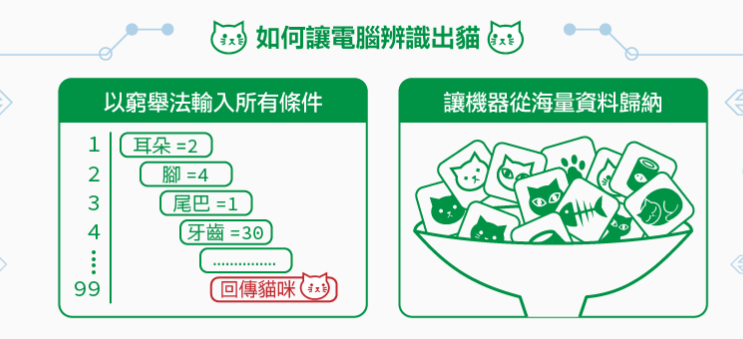 如何讓電腦辨識出貓
以窮舉法輸入所有條件
1 耳朵 =2
2 腳 =4
3 尾巴 =1
4 牙齒 =30
...............
99 回傳貓咪
讓機器從海量資料歸納